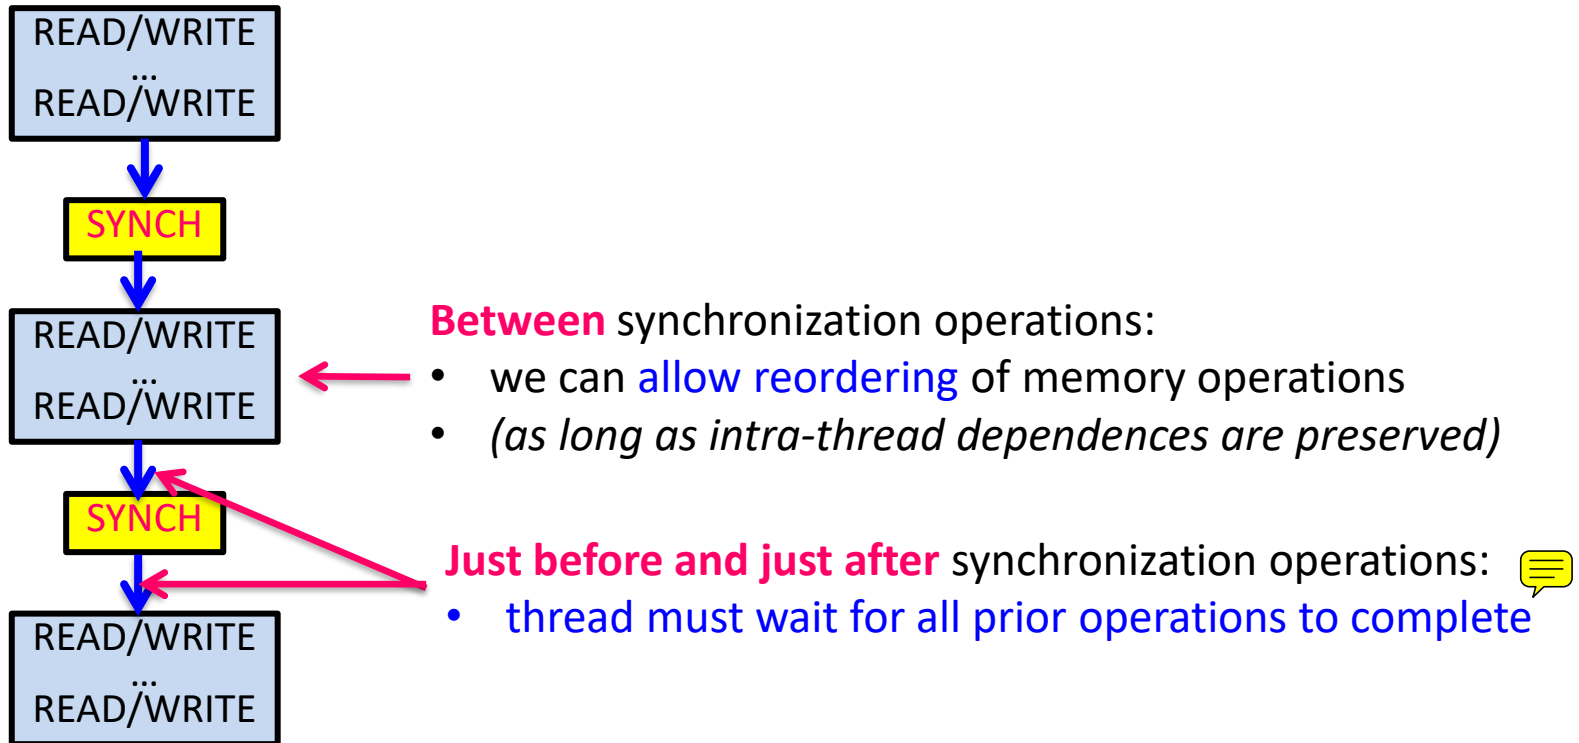 READ/WRITE
...
READ/WRITE
SYNCH
READ/WRITE
...
READ/WRITE
Between synchronization operations:
• we can allow reordering of memory operations
• (as long as intra-thread dependences are preserved)
SYNCH
Just before and just after synchronization operations:
• thread must wait for all prior operations to complete
READ/WRITE
...
READ/WRITE